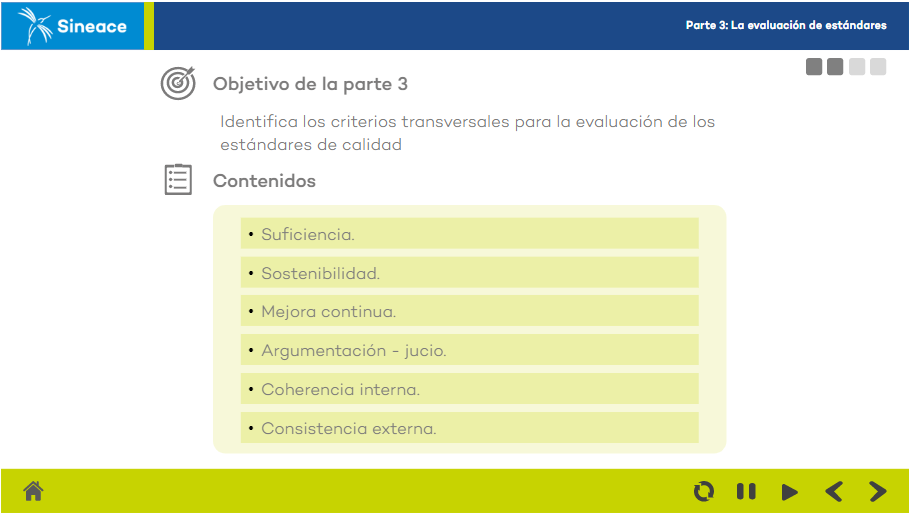 Sineace
Parte 3: La evaluación de estándares
Objetivo de la parte 3
Identifica los criterios transversales para la evaluación de los
estándares de calidad
Contenidos
• Suficiencia.
• Sostenibilidad.
• Mejora continua.
• Argumentación - jucio.
• Coherencia interna.
• Consistencia externa.